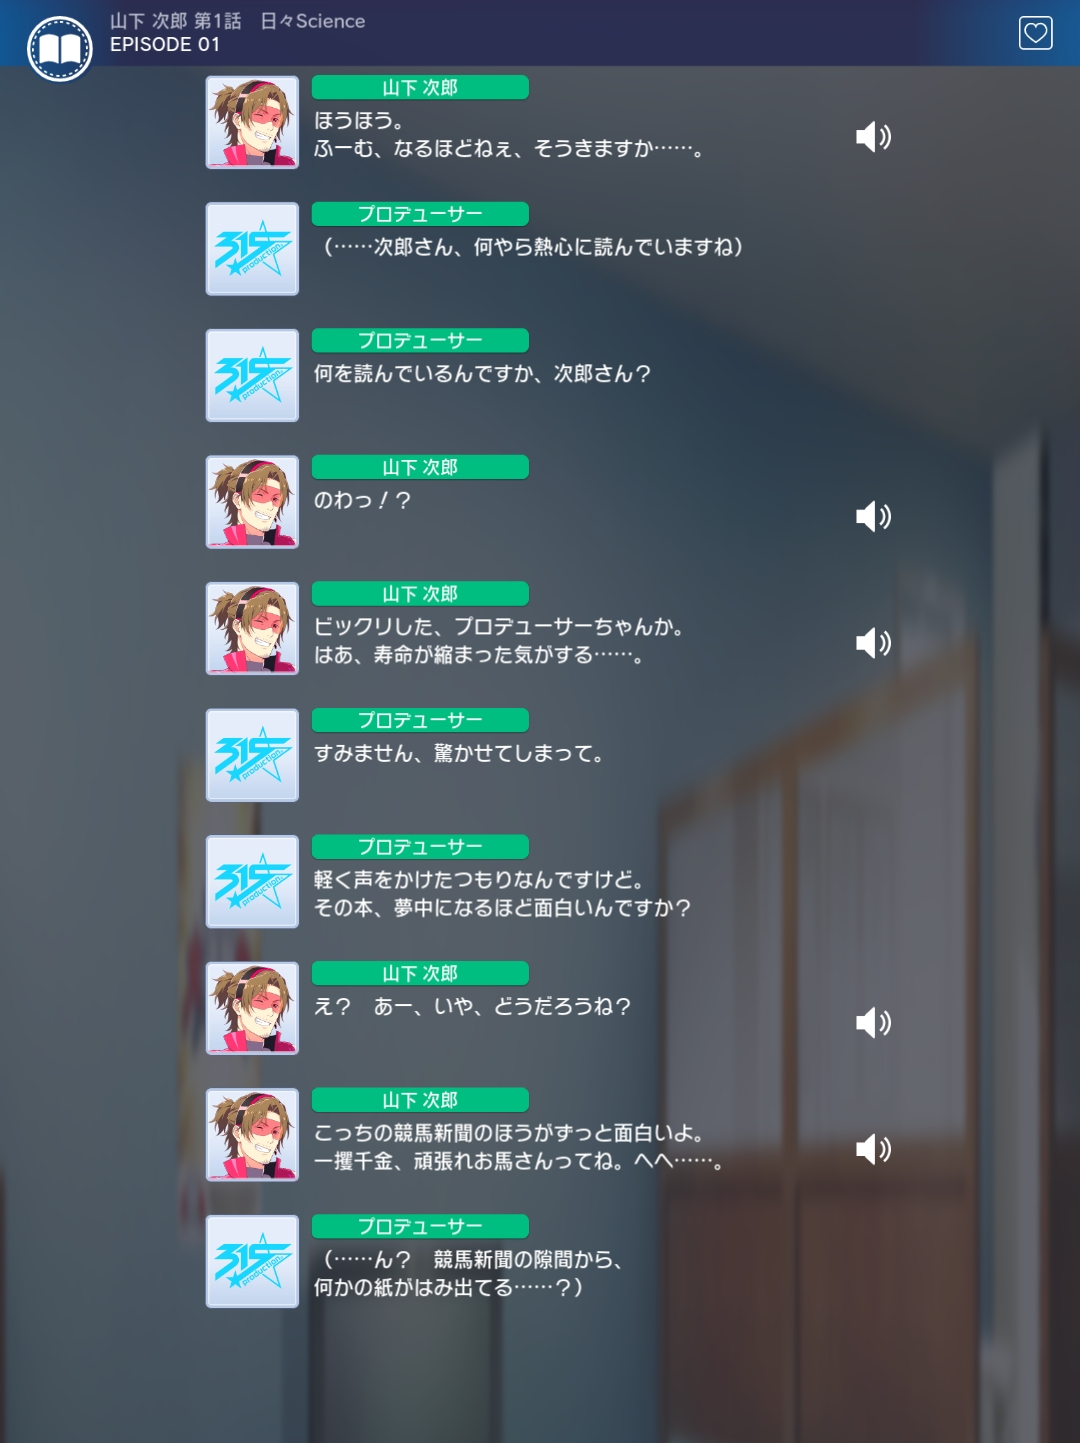 山下 次郎 第1話　日々Science
EPISODE 01
山下 次郎
ほうほう。
ふーむ、なるほどねぇ、そうきますか……。
プロデューサー
315 production
（……次郎さん、何やら熱心に読んでいますね）
プロデューサー
315 production
何を読んでいるんですか、次郎さん？
山下 次郎
のわっ！？
山下 次郎
ビックリした、プロデューサーちゃんか。
はあ、寿命が縮まった気がする……。
プロデューサー
315 production
すみません、驚かせてしまって。
プロデューサー
315 production
軽く声をかけたつもりなんですけど。
その本、夢中になるほど面白いんですか？
山下 次郎
え？　あー、いや、どうだろうね？
山下 次郎
こっちの競馬新聞のほうがずっと面白いよ。
一攫千金、頑張れお馬さんってね。へへ……。
プロデューサー
315 production
（……ん？　競馬新聞の隙間から、
何かの紙がはみ出てる……？）